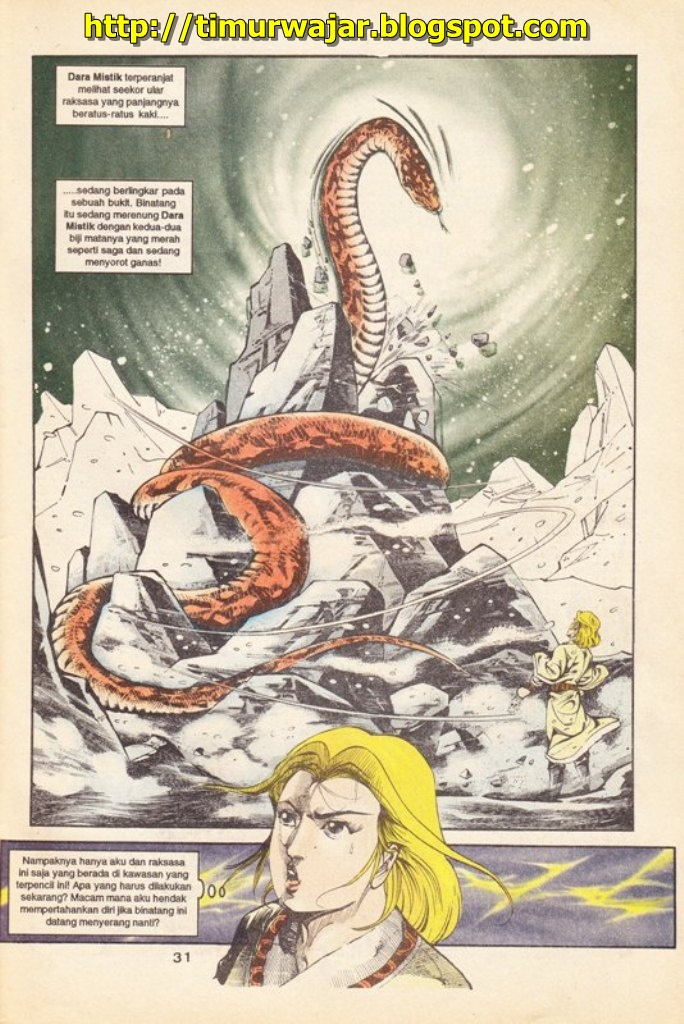 http://timurwajar.blogspot.com
Dara Mistik terperanjat
melihat seekor ular
raksasa yang panjangnya
beratus-ratus kaki....
.....sedang berlingkar pada
sebuah bukit. Binatang
itu sedang merenung Dara
Mistik dengan kedua-dua
biji matanya yang merah
seperti saga dan sedang
menyorot ganas!
Nampaknya hanya aku dan raksasa
ini saja yang berada di kawasan yang
terpencil ini! Apa yang harus dilakukan
sekarang? Macam mana aku hendak
mempertahankan diri jika binatang ini
datang menyerang nanti?
31